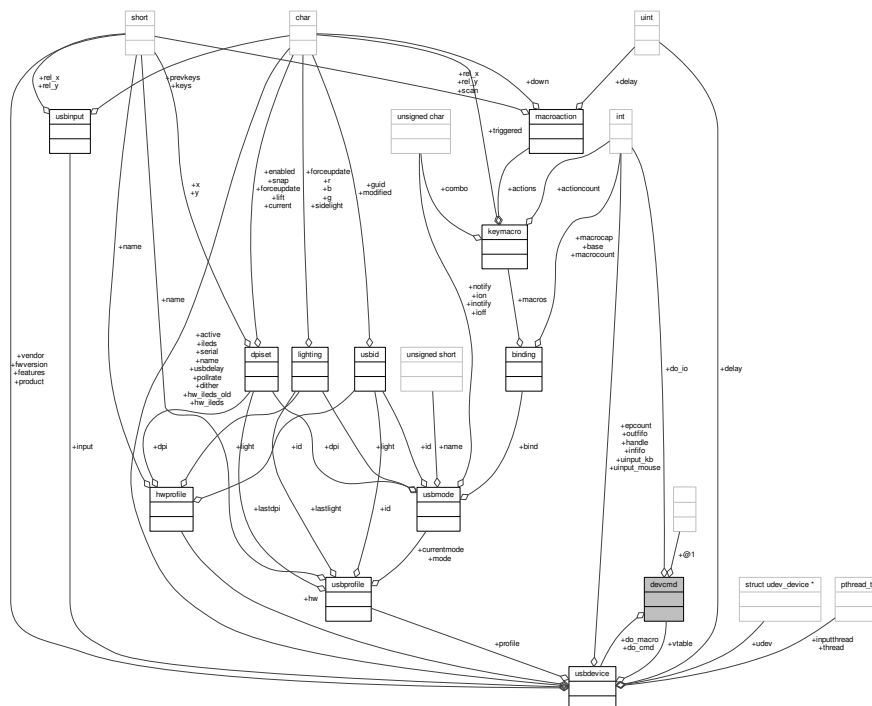 short
char
uint
+rel_x
+rel_y
+prevkeys
+keys
+rel_x
+rel_y
+scan
+down
+delay
usbinput
unsigned char
macroaction
int
+triggered
+x
+y
+enabled
+snap
+forceupdate
+lift
+current
+forceupdate
+r
+b
+g
+sidelight
+guid
+modified
+combo
+actions
+actioncount
keymacro
+name
+macrocap
+base
+macrocount
+name
+notify
+ion
+inotify
+ioff
+macros
+active
+ileds
+serial
+name
+usbdelay
+pollrate
+dither
+hw_ileds_old
+hw_ileds
dpiset
lighting
usbid
unsigned short
binding
+vendor
+fwversion
+features
+product
+do_io
+delay
+input
+dpi
+light
+id
+dpi
+light
+id
+name
+bind
+epcount
+outfifo
+handle
+infifo
+uinput_kb
+uinput_mouse
hwprofile
usbmode
+lastdpi
+lastlight
+id
+currentmode
+mode
+@1
usbprofile
devcmd
struct udev_device *
pthread_t
+hw
+profile
+do_macro
+do_cmd
+vtable
+udev
+inputthread
+thread
usbdevice